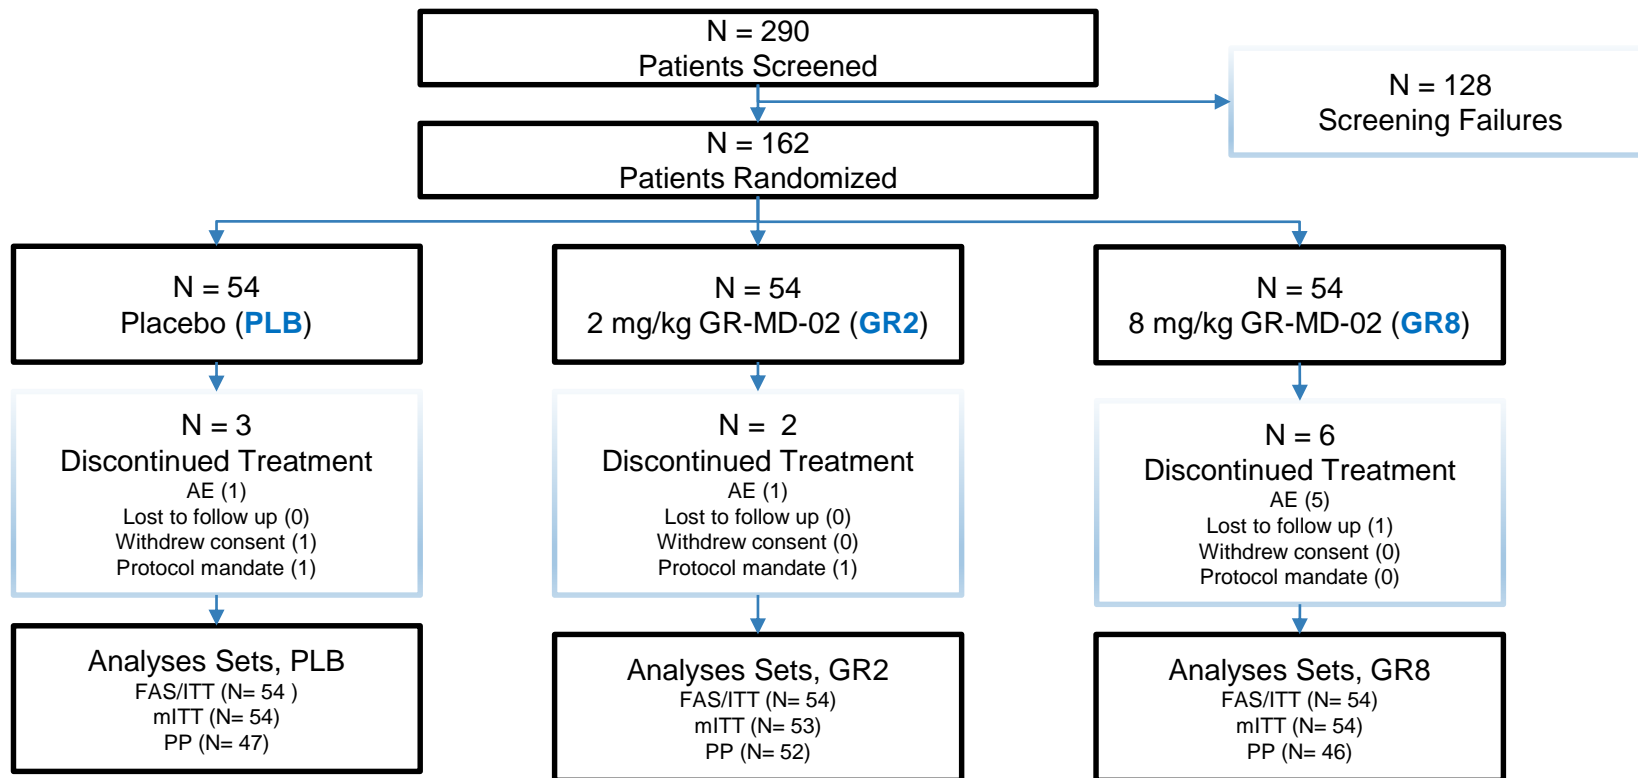 N = 290
Patients Screened
N = 128
Screening Failures
N = 162
Patients Randomized
N = 54
Placebo (PLB)
N = 54
2 mg/kg GR-MD-02 (GR2)
N = 54
8 mg/kg GR-MD-02 (GR8)
N = 3
Discontinued Treatment
AE (1)
Lost to follow up (0)
Withdrew consent (1)
Protocol mandate (1)
N = 2
Discontinued Treatment
AE (1)
Lost to follow up (0)
Withdrew consent (0)
Protocol mandate (1)
N = 6
Discontinued Treatment
AE (5)
Lost to follow up (1)
Withdrew consent (0)
Protocol mandate (0)
Analyses Sets, PLB
FAS/ITT (N= 54 )
mITT (N= 54)
PP (N= 47)
Analyses Sets, GR2
FAS/ITT (N= 54)
mITT (N= 53)
PP (N= 52)
Analyses Sets, GR8
FAS/ITT (N= 54)
mITT (N= 54)
PP (N= 46)